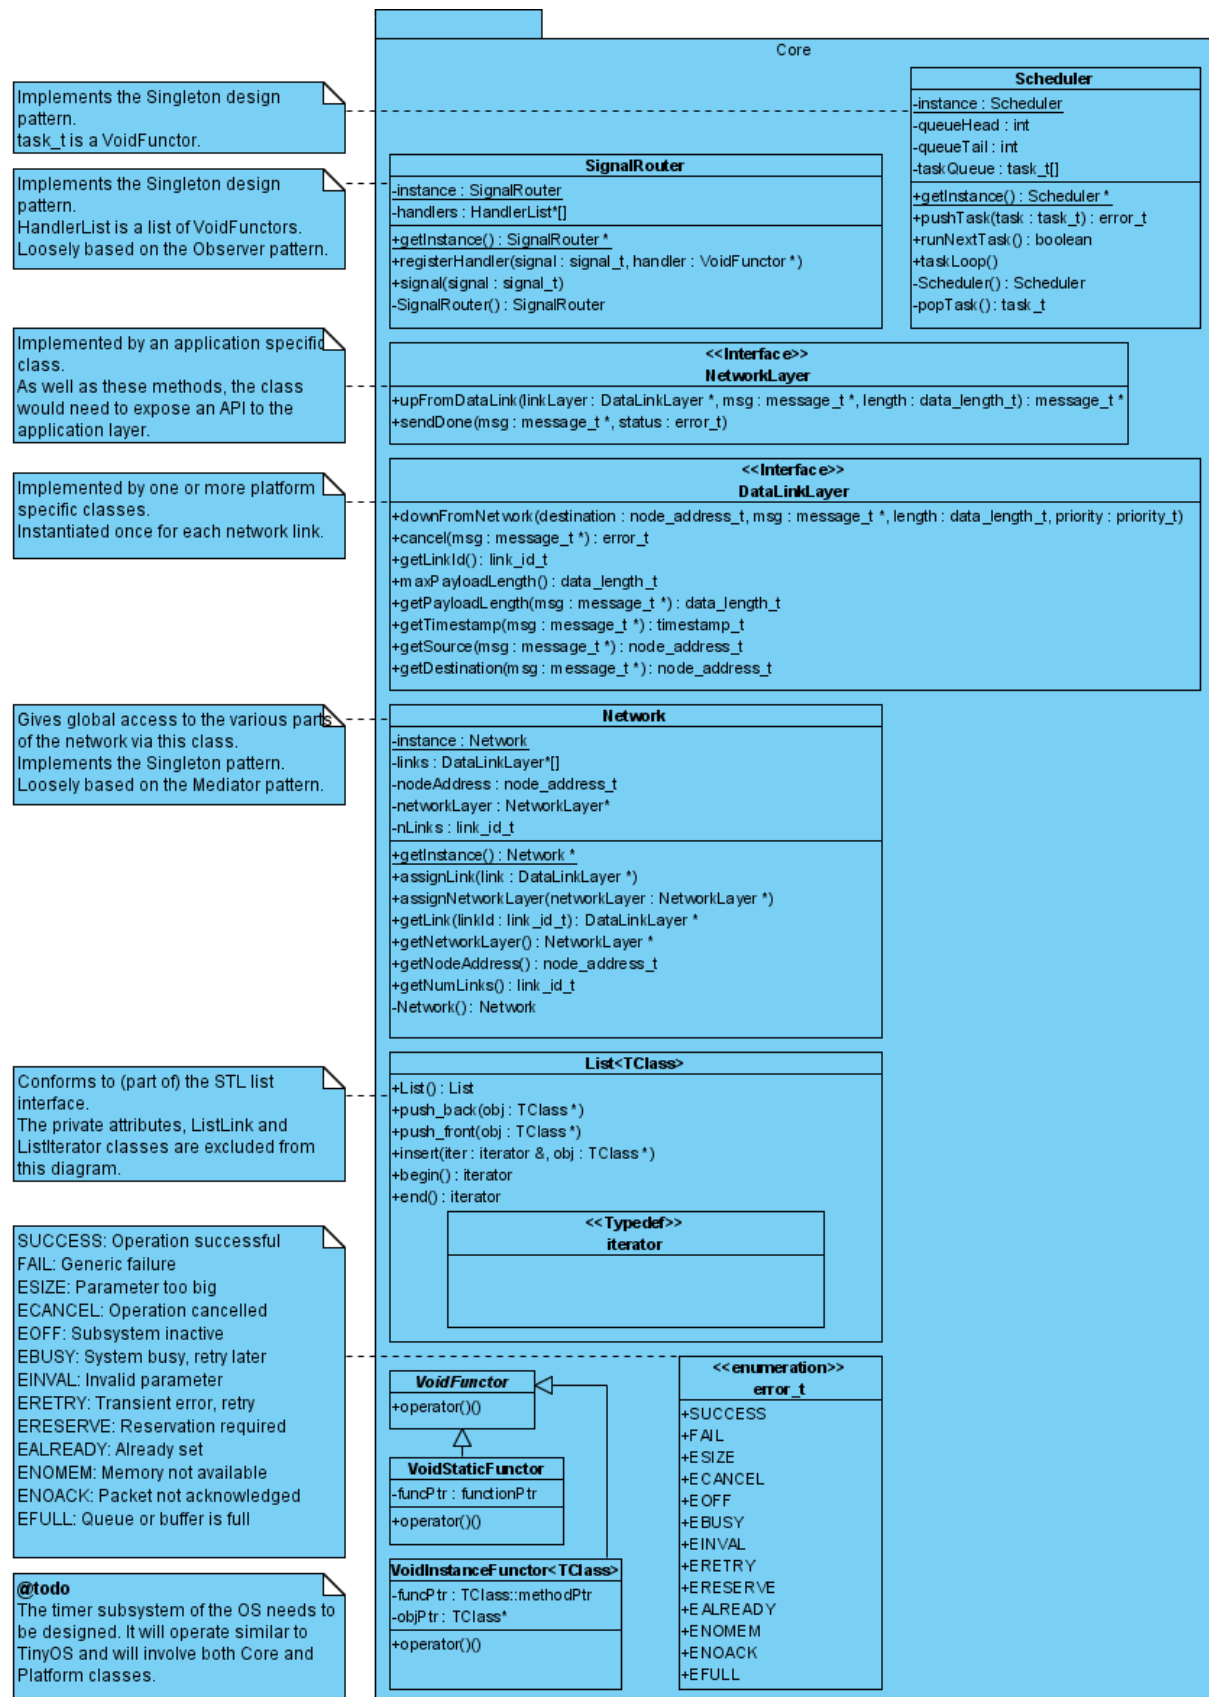 Core
Implements the Singleton design
pattern.
task_t is a VoidFunctor.
Scheduler
-instance : Scheduler
-queueHead : int
-queueTail : int
-taskQueue : task_t[]
+getInstance() : Scheduler *
+pushTask(task : task_t) : error_t
+runNextTask() : boolean
+taskLoop()
-Scheduler() : Scheduler
-popTask() : task_t
Implements the Singleton design
pattern.
HandlerList is a list of VoidFunctors.
Loosely based on the Observer pattern.
SignalRouter
-instance : SignalRouter
-handlers : HandlerList*[]
+getInstance() : SignalRouter *
+registerHandler(signal : signal_t, handler : VoidFunctor *)
+signal(signal : signal_t)
-SignalRouter() : SignalRouter
Implemented by an application specific
class.
As well as these methods, the class
would need to expose an API to the
application layer.
<<Interface>>
NetworkLayer
+upFromDataLink(linkLayer : DataLinkLayer *, msg : message_t *, length : data_length_t) : message_t *
+sendDone(msg : message_t *, status : error_t)
Implemented by one or more platform
specific classes.
Instantiated once for each network link.
<<Interface>>
DataLinkLayer
+downFromNetwork(destination : node_address_t, msg : message_t *, length : data_length_t, priority : priority_t)
+cancel(msg : message_t *) : error_t
+getLinkId() : link_id_t
+maxPayloadLength() : data_length_t
+getPayloadLength(msg : message_t *) : data_length_t
+getTimestamp(msg : message_t *) : timestamp_t
+getSource(msg : message_t *) : node_address_t
+getDestination(msg : message_t *) : node_address_t
Gives global access to the various parts
of the network via this class.
Implements the Singleton pattern.
Loosely based on the Mediator pattern.
Network
-instance : Network
-links : DataLinkLayer*[]
-nodeAddress : node_address_t
-networkLayer : NetworkLayer*
-nLinks : link_id_t
+getInstance() : Network *
+assignLink(link : DataLinkLayer *)
+assignNetworkLayer(networkLayer : NetworkLayer *)
+getLink(linkId : link_id_t) : DataLinkLayer *
+getNetworkLayer() : NetworkLayer *
+getNodeAddress() : node_address_t
+getNumLinks() : link_id_t
-Network() : Network
Conforms to (part of) the STL list
interface.
The private attributes, ListLink and
ListIterator classes are excluded from
this diagram.
List<TClass>
+List() : List
+push_back(obj : TClass *)
+push_front(obj : TClass *)
+insert(iter : iterator &, obj : TClass *)
+begin() : iterator
+end() : iterator
<<Typedef>>
iterator
SUCCESS: Operation successful
FAIL: Generic failure
ESIZE: Parameter too big
ECANCEL: Operation cancelled
EOFF: Subsystem inactive
EBUSY: System busy, retry later
EINVAL: Invalid parameter
ERETRY: Transient error, retry
ERESERVE: Reservation required
EALREADY: Already set
ENOMEM: Memory not available
ENOACK: Packet not acknowledged
EFULL: Queue or buffer is full
VoidFunctor
+operator()()
VoidStaticFunctor
-funcPtr : functionPtr
+operator()()
VoidInstanceFunctor<TClass>
-funcPtr : TClass::methodPtr
-objPtr : TClass*
+operator()()
<<enumeration>>
error_t
+SUCCESS
+FAIL
+ESIZE
+ECANCEL
+EOFF
+EBUSY
+EINVAL
+ERETRY
+ERESERVE
+EALREADY
+ENOMEM
+ENOACK
+EFULL
@todo
The timer subsystem of the OS needs to
be designed. It will operate similar to
TinyOS and will involve both Core and
Platform classes.